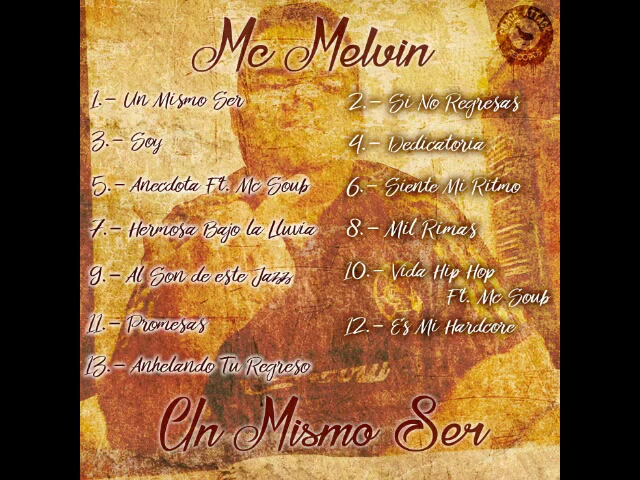 Mc Melvin
1.- Un Mismo Ser
2.- Si No Regresas
3.- Soy
4.- Dedicatoria
5.- Anecdota Ft. Mc Soub
6.- Siente Mi Ritmo
7.- Hermosa Bajo la Lluvia
8.- Mil Rimas
9.- Al Son de este Jazz
10.- Vida Hip Hop
Ft. Mc Soub
11.- Promesas
12.- Es Mi Hardcore
13.- Anhelando Tu Regreso
Un Mismo Ser